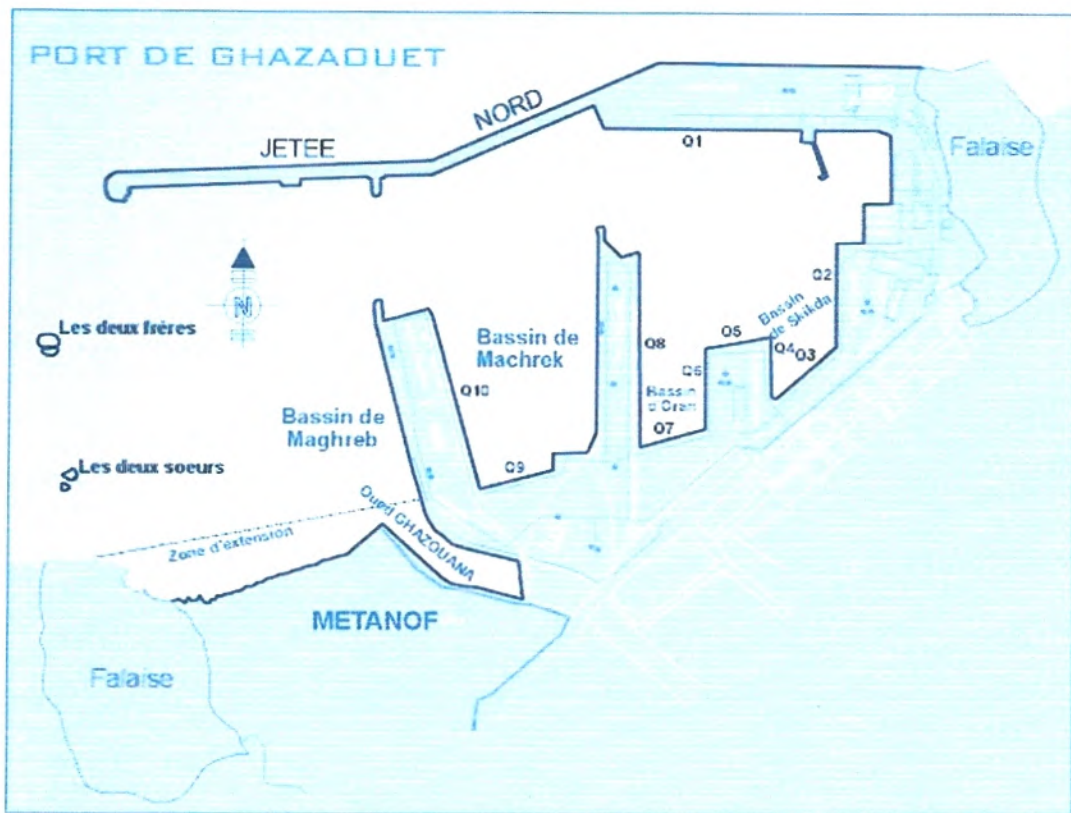 PORT DE GHAZAOUET
JETEE
NORD
Q1
Falaise
N
Q2
Bassin
de Skikda
Les deux frères
Bassin de
Machrek
Q8
Q5
Q4
Q3
Q6
Q10
Bassin
d'Oran
Q7
Bassin de
Maghreb
Les deux soeurs
Q9
Oued GHAZOUANA
Zone d'extension
METANOF
Falaise